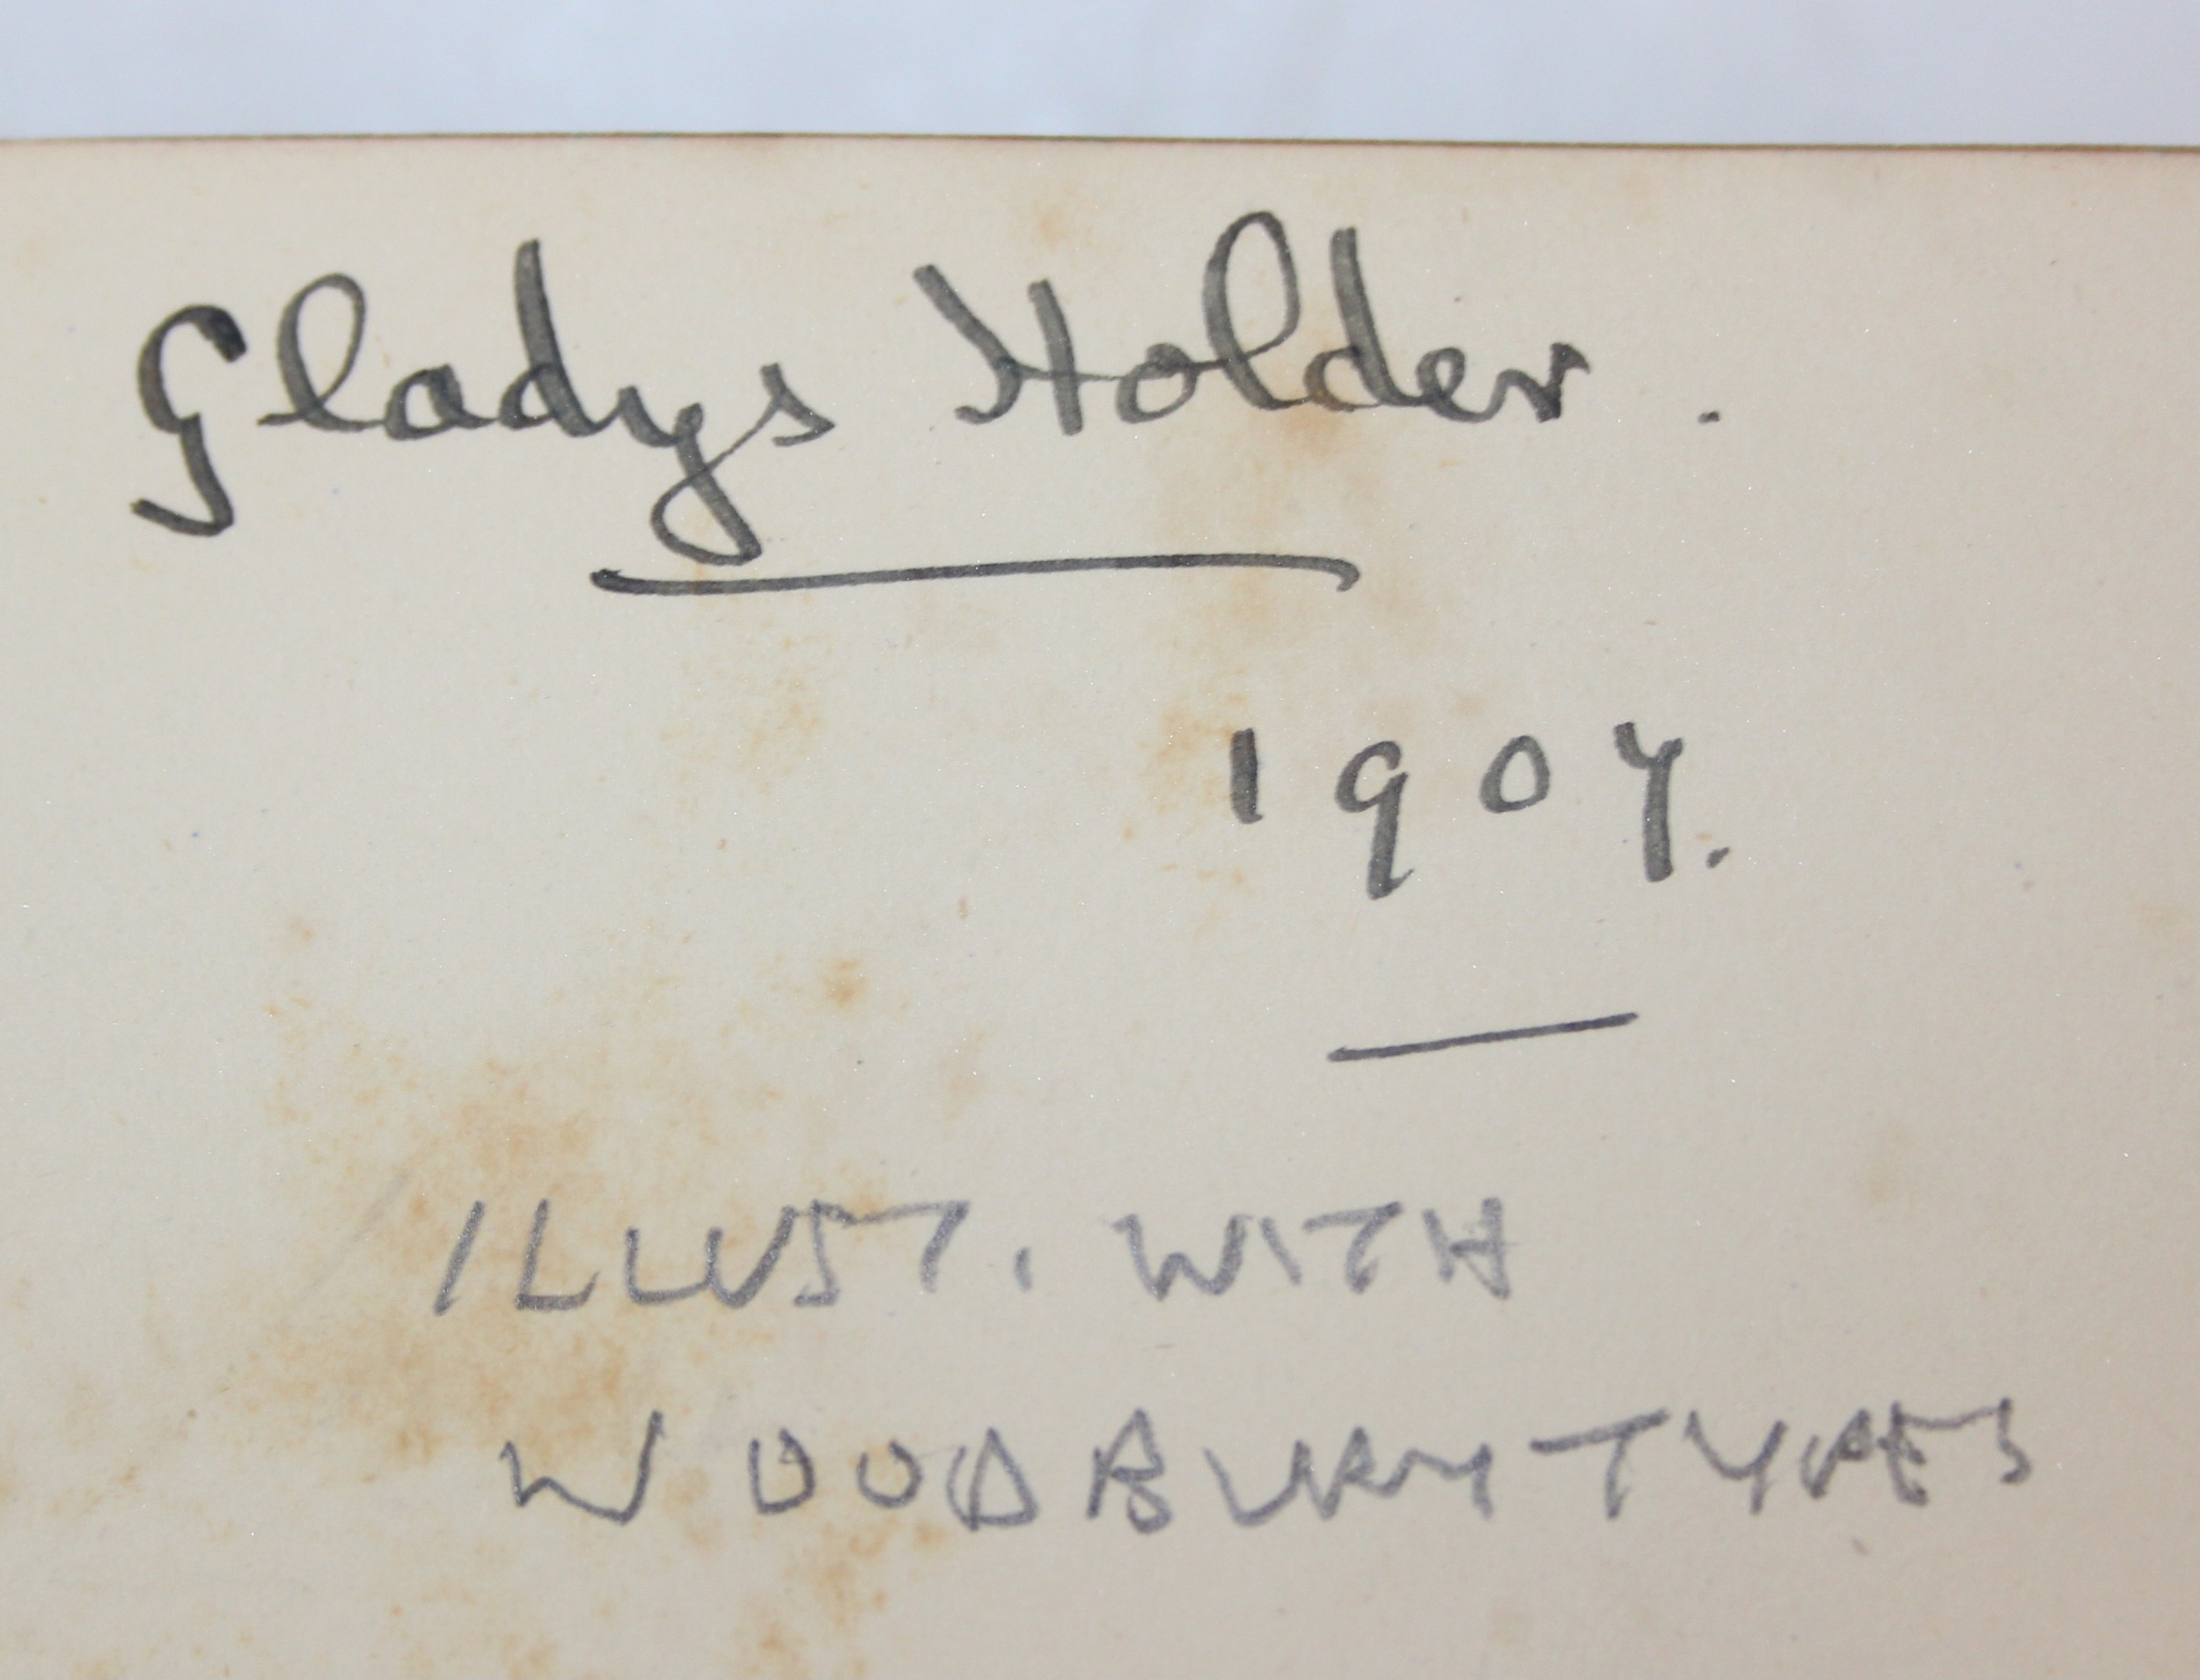 Gladys Holder.
1907.
ILLUST. WITH
WOODBURYTYPES